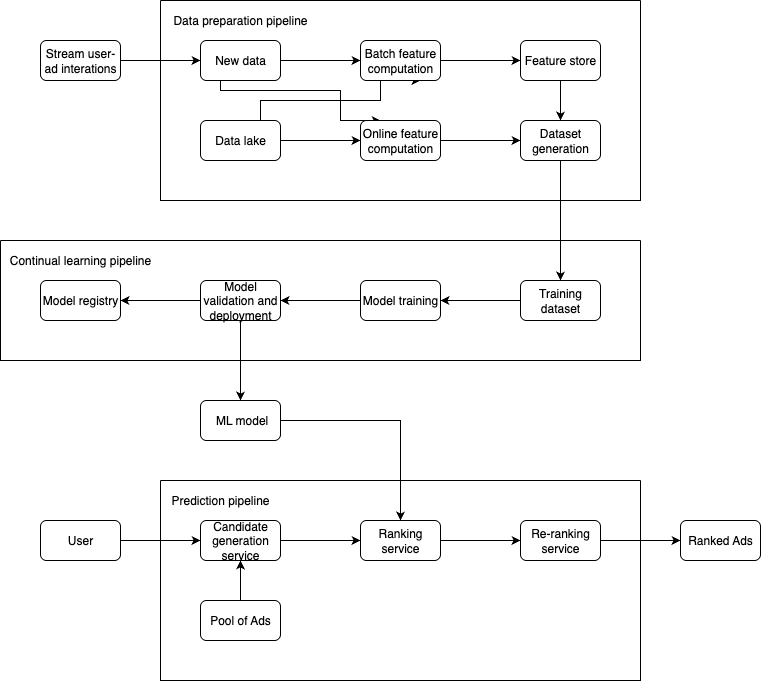 Data preparation pipeline
Stream user-
ad interations
New data
Batch feature
computation
Feature store
Data lake
Online feature
computation
Dataset
generation
Continual learning pipeline
Model registry
Model
validation and
deployment
Model training
Training
dataset
ML model
Prediction pipeline
User
Candidate
generation
service
Ranking
service
Re-ranking
service
Ranked Ads
Pool of Ads